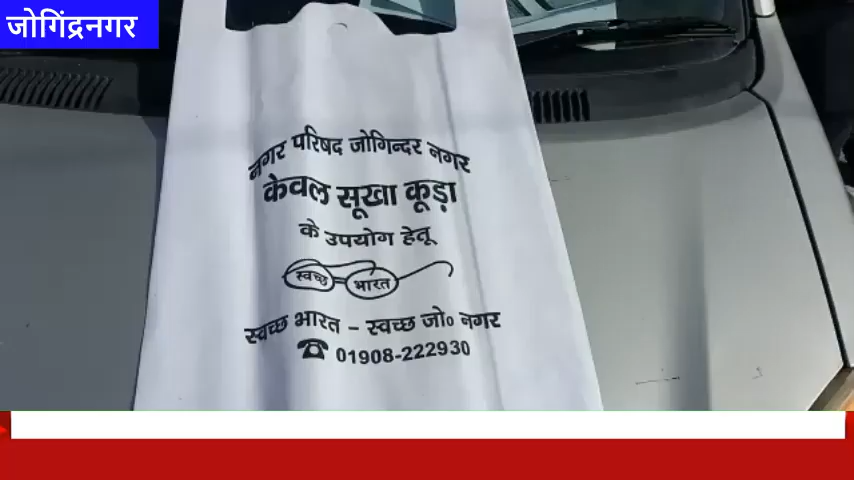 जोगिंद्रनगर
नगर परिषद जोगिन्दर नगर
केवल सूखा कूड़ा
के उपयोग हेतू
स्वच्छ भारत
स्वच्छ भारत - स्वच्छ जो० नगर
☎ 01908-222930